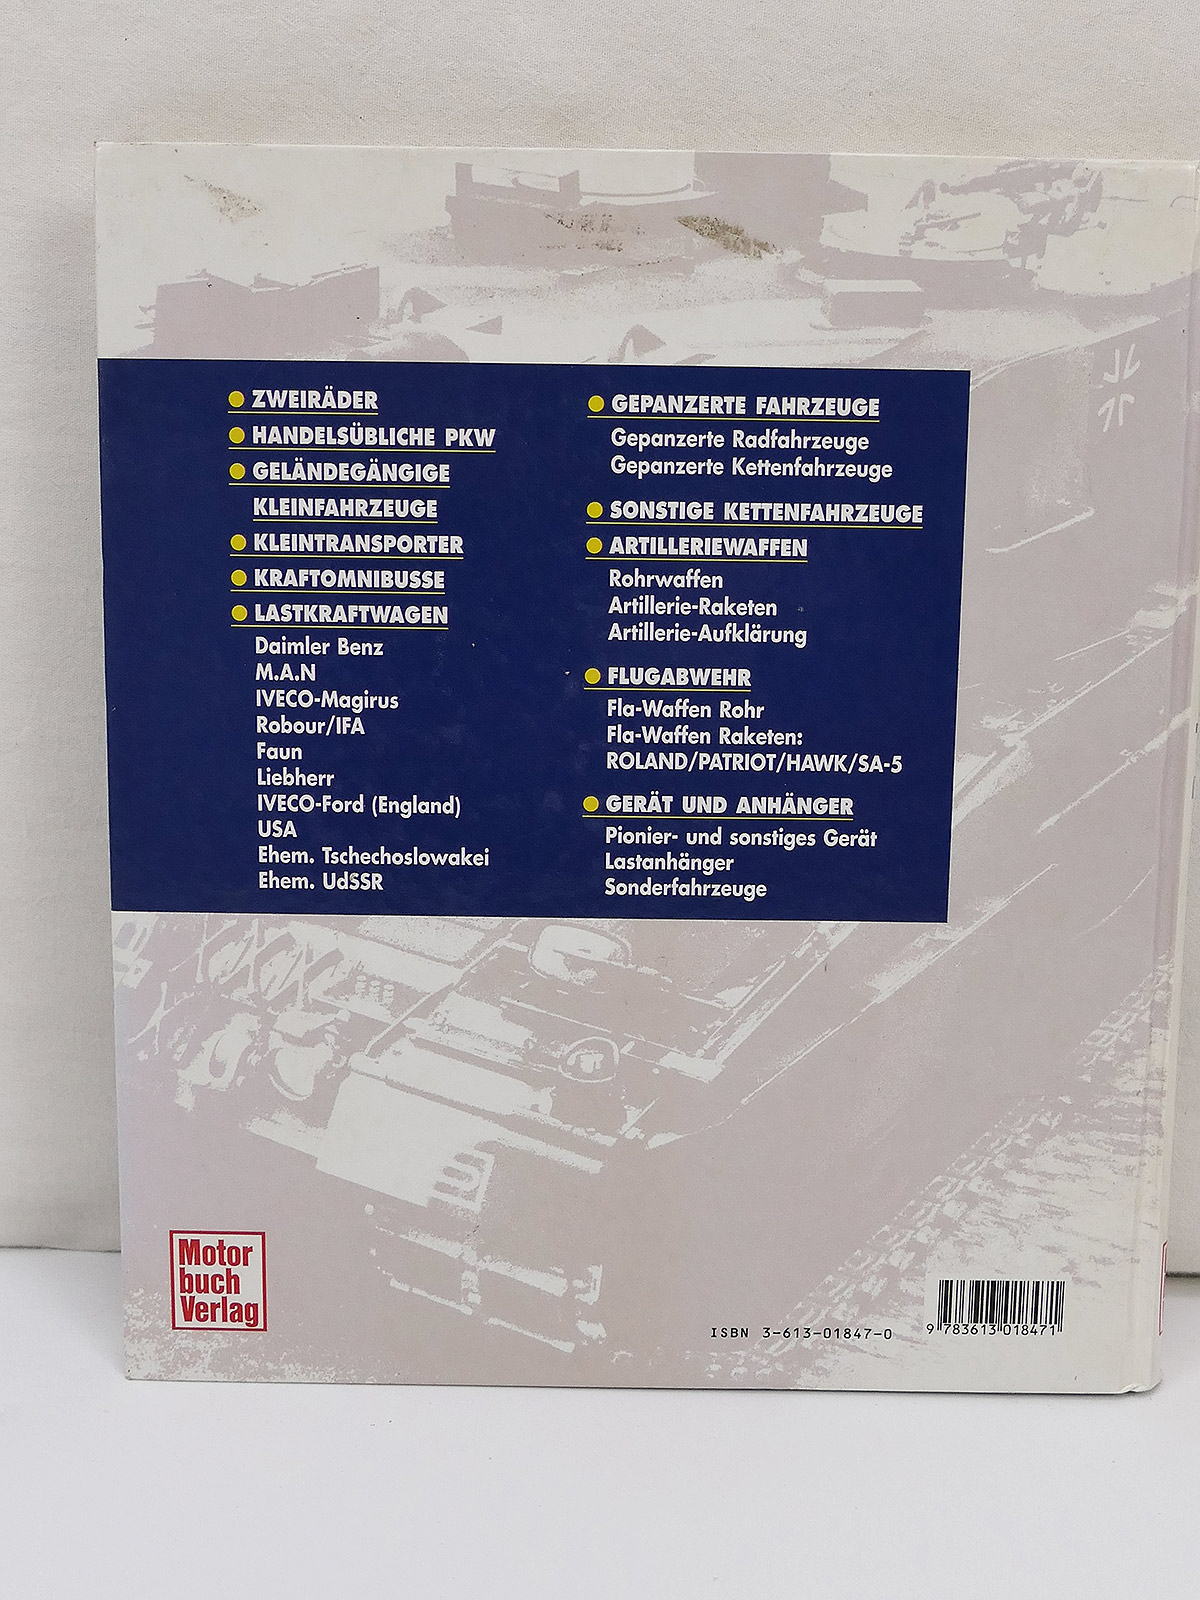 ZWEIRÄDER
HANDELSÜBLICHE PKW
GELÄNDEGÄNGIGE
KLEINFAHRZEUGE
KLEINTRANSPORTER
KRAFTOMNIBUSSE
LASTKRAFTWAGEN
Daimler Benz
M.A.N
IVECO-Magirus
Robour/IFA
Faun
Liebherr
IVECO-Ford (England)
USA
Ehem. Tschechoslowakei
Ehem. UdSSR
GEPANZERTE FAHRZEUGE
Gepanzerte Radfahrzeuge
Gepanzerte Kettenfahrzeuge
SONSTIGE KETTENFAHRZEUGE
ARTILLERIEWAFFEN
Rohrwaffen
Artillerie-Raketen
Artillerie-Aufklärung
FLUGABWEHR
Fla-Waffen Rohr
Fla-Waffen Raketen:
ROLAND/PATRIOT/HAWK/SA-5
GERÄT UND ANHÄNGER
Pionier- und sonstiges Gerät
Lastanhänger
Sonderfahrzeuge
Motor
buch
Verlag
ISBN 3-613-01847-0
9 783613 018471